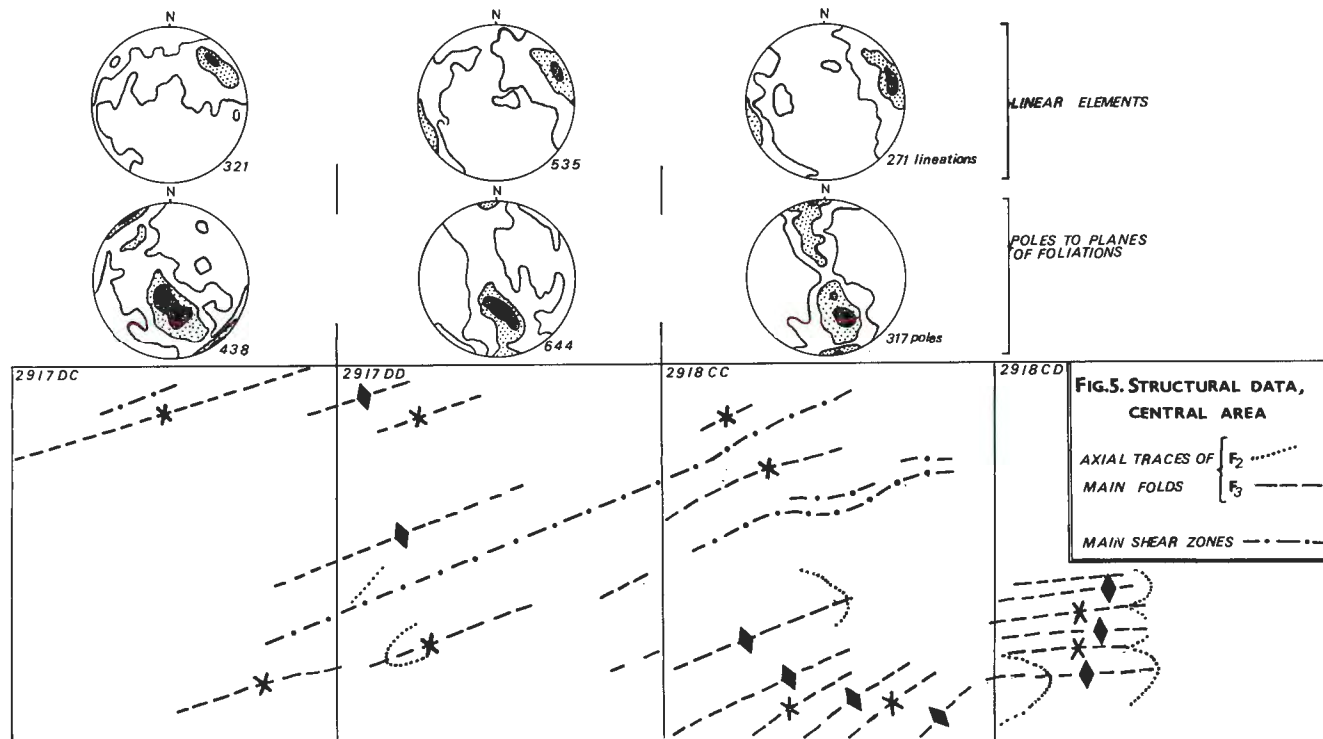 N
N
N
321
535
271 lineations
LINEAR ELEMENTS
N
N
N
438
644
317 poles
POLES TO PLANES
OF FOLIATIONS
2917 DC
2917 DD
2918 CC
2918 CD
FIG.5. STRUCTURAL DATA,
CENTRAL AREA
AXIAL TRACES OF F2
MAIN FOLDS F3
MAIN SHEAR ZONES